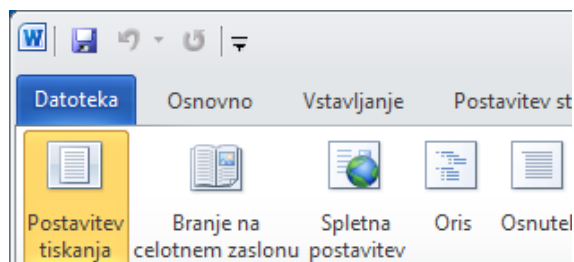 W
Datoteka Osnovno Vstavljanje Postavitev st
Postavitev tiskanja Branje na celotnem zaslonu Spletna postavitev Oris Osnutek